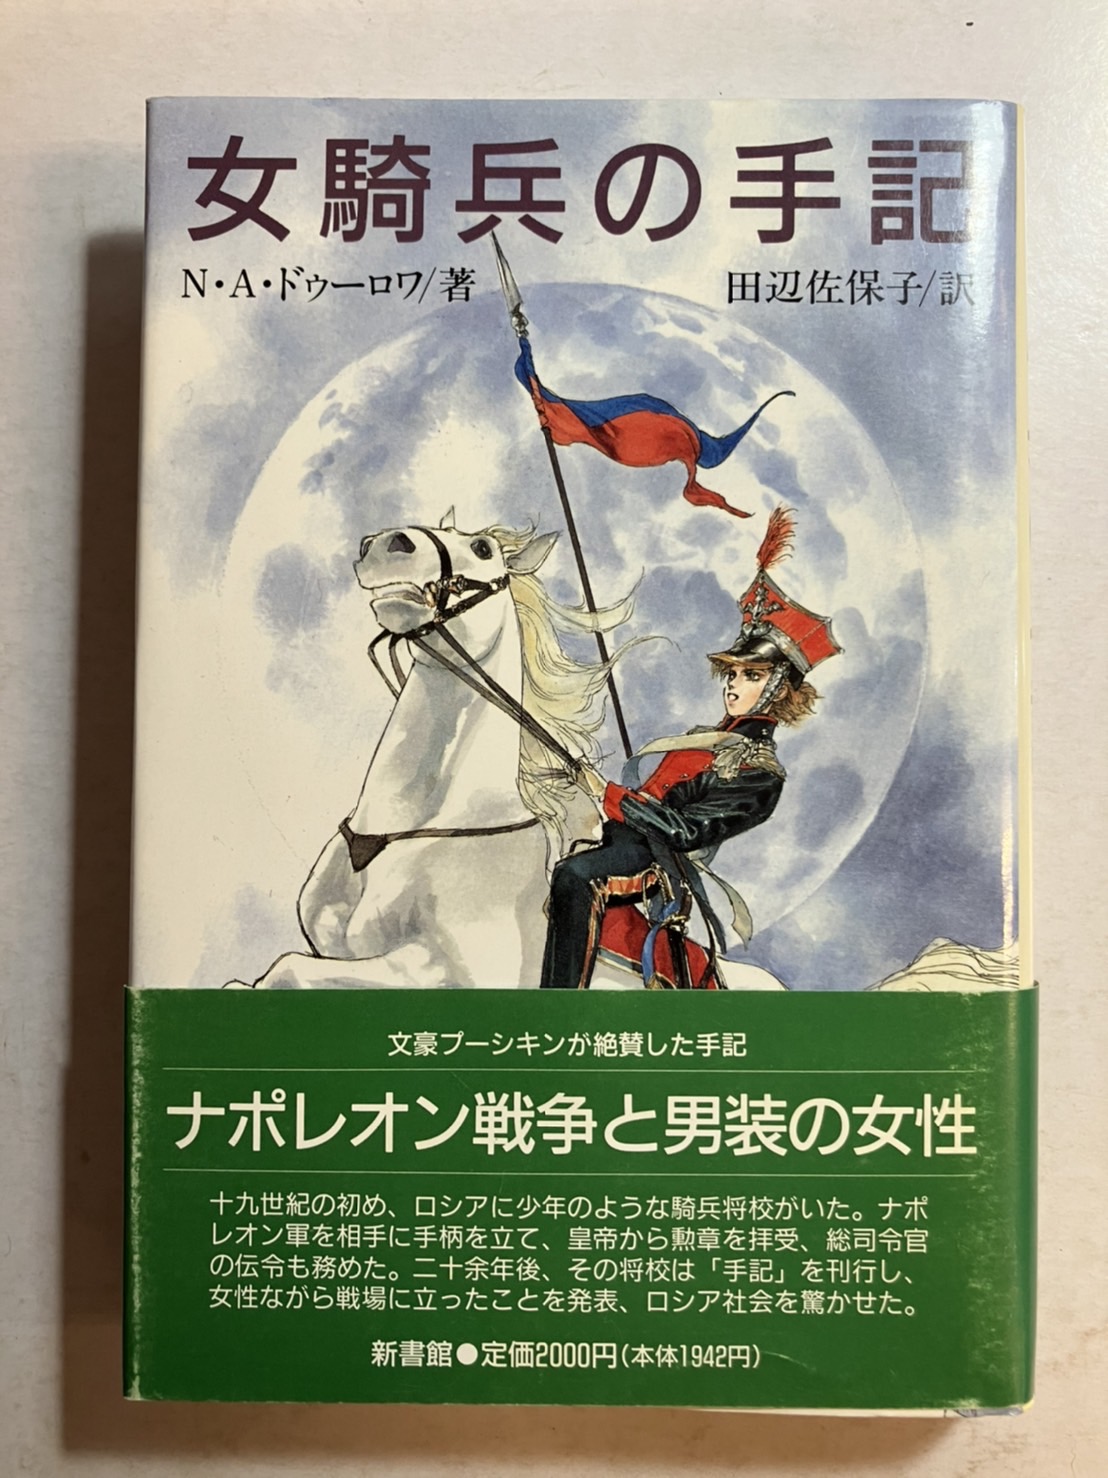 女騎兵の手記
N・A・ドゥーロワ/著
田辺佐保子/訳
文豪プーシキンが絶賛した手記
ナポレオン戦争と男装の女性
十九世紀の初め、ロシアに少年のような騎兵将校がいた。ナポ
レオン軍を相手に手柄を立て、皇帝から勲章を拝受、総司令官
の伝令も務めた。二十余年後、その将校は「手記」を刊行し、
女性ながら戦場に立ったことを発表、ロシア社会を驚かせた。
新書館●定価2000円(本体1942円)